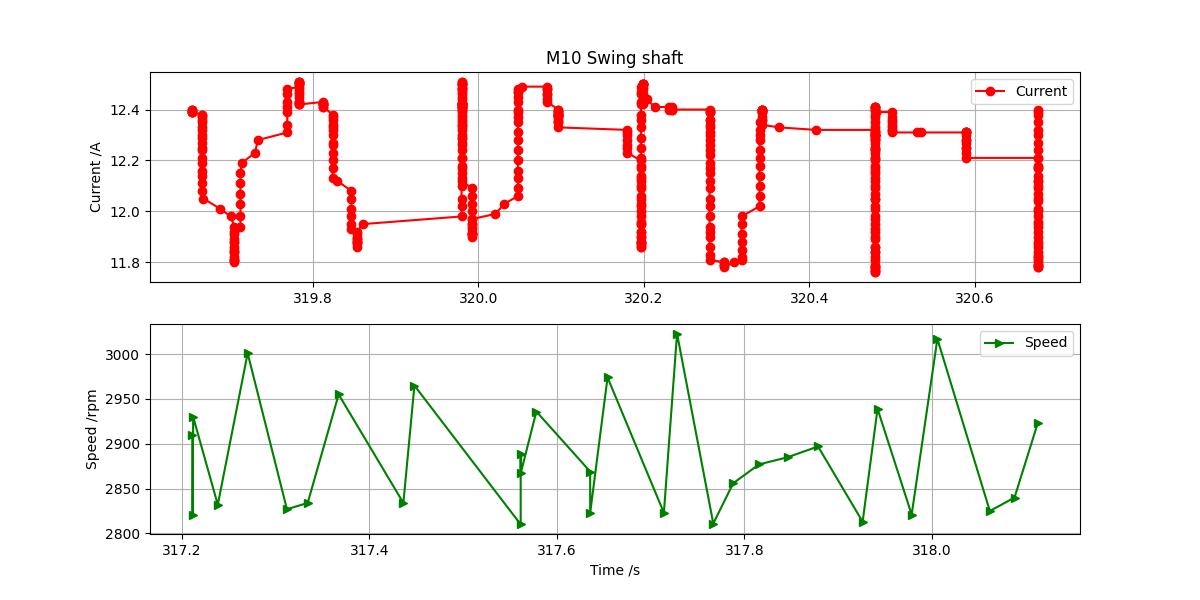 M10 Swing shaft
Current /A
12.4
12.2
12.0
11.8
Current
319.8 320.0 320.2 320.4 320.6
Speed /rpm
3000
2950
2900
2850
2800
Speed
317.2 317.4 317.6 317.8 318.0
Time /s